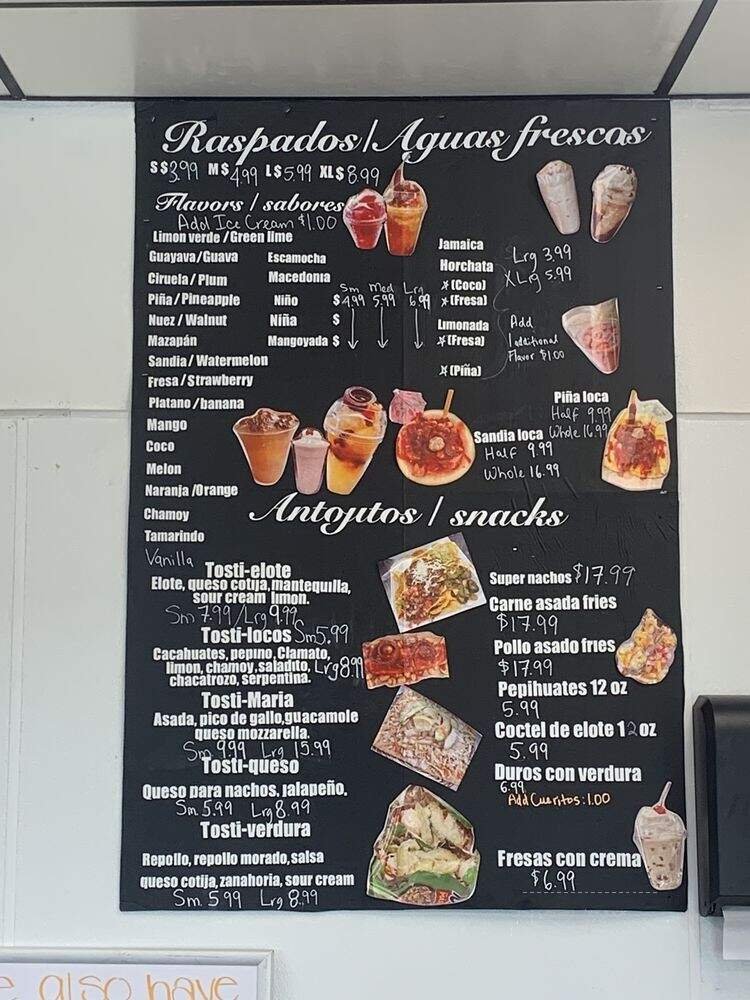 Raspados/Aguas frescas
S $3.99 M $4.99 L $5.99 XL $8.99
Flavors / sabores
Add Ice Cream $1.00
Limon verde / Green lime
Guayava/Guava
Ciruela / Plum
Piña/Pineapple
Nuez / Walnut
Mazapán
Sandia / Watermelon
Fresa / Strawberry
Platano /banana
Mango
Coco
Melon
Naranja /Orange
Chamoy
Tamarindo
Vanilla
Escamocha
Macedonia
Sm Med Lrg
Niño $4.99 5.99 6.99
Niña $
Mangoyada $
Jamaica
Horchata
*(Coco)
*(Fresa)
Lrg 3.99
XLrg 5.99
Limonada
*(Fresa)
*(Piña)
Add
1 additional
Flavor $1.00
Piña loca
Half 9.99
Whole 16.99
Sandia loca
Half 9.99
Whole 16.99
Antojitos / snacks
Tosti-elote
Elote, queso cotija, mantequilla,
sour cream limon.
Sm 7.99/Lrg 9.99
Tosti-locos Sm 5.99
Cacahuates, pepino, Clamato,
limon, chamoy, saladito, Lrg 8.99
chacatrozo, serpentina.
Tosti-Maria
Asada, pico de gallo,guacamole
queso mozzarella.
Sm 9.99 Lrg 15.99
Tosti-queso
Queso para nachos, jalapeño.
Sm 5.99 Lrg 8.99
Tosti-verdura
Repollo, repollo morado, salsa
queso cotija, zanahoria, sour cream
Sm 5.99 Lrg 8.99
Super nachos $17.99
Carne asada fries
$17.99
Pollo asado fries
$17.99
Pepihuates 12 oz
5.99
Coctel de elote 12 oz
5.99
Duros con verdura
6.99
Add Cueritos: 1.00
Fresas con crema
$6.99
also have